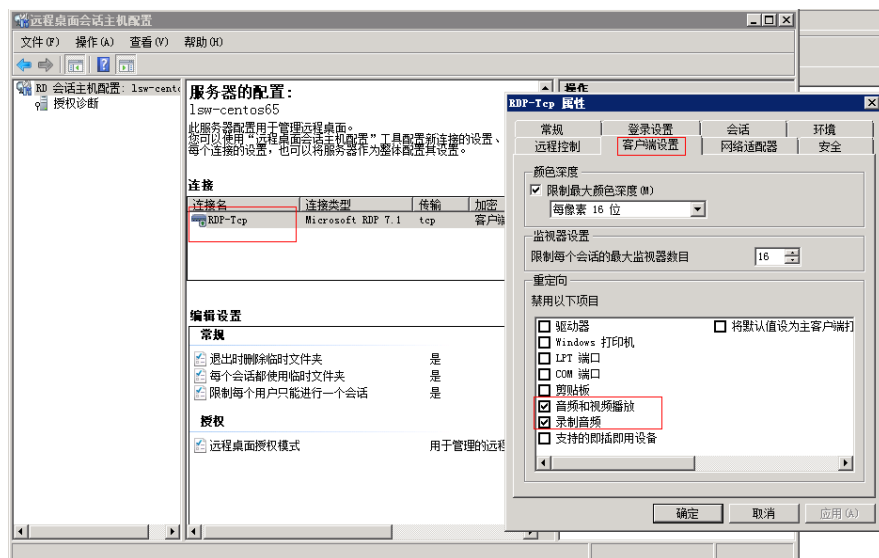 远程桌面会话主机配置
文件(F) 操作(A) 查看(V) 帮助(H)
RD 会话主机配置: lsw-cent
授权诊断
服务器的配置:
lsw-centos65
此服务器配置用于管理远程桌面。
您可以使用“远程桌面会话主机配置”工具配置新连接的设置、
每个连接的设置,也可以将服务器作为整体配置其设置。
连接
连接名 连接类型 传输 加密
RDP-Tcp Microsoft RDP 7.1 tcp 客户端
编辑设置
常规
退出时删除临时文件夹 是
每个会话都使用临时文件夹 是
限制每个用户只能进行一个会话 是
授权
远程桌面授权模式 用于管理的远程
操作
RDP-Tcp 属性
常规 登录设置 会话 环境
远程控制 客户端设置 网络适配器 安全
颜色深度
限制最大颜色深度(M)
每像素 16 位
监视器设置
限制每个会话的最大监视器数目 16
重定向
禁用以下项目
驱动器 将默认值设为主客户端打
Windows 打印机
LPT 端口
COM 端口
剪贴板
音频和视频播放
录制音频
支持的即插即用设备
确定 取消 应用(A)